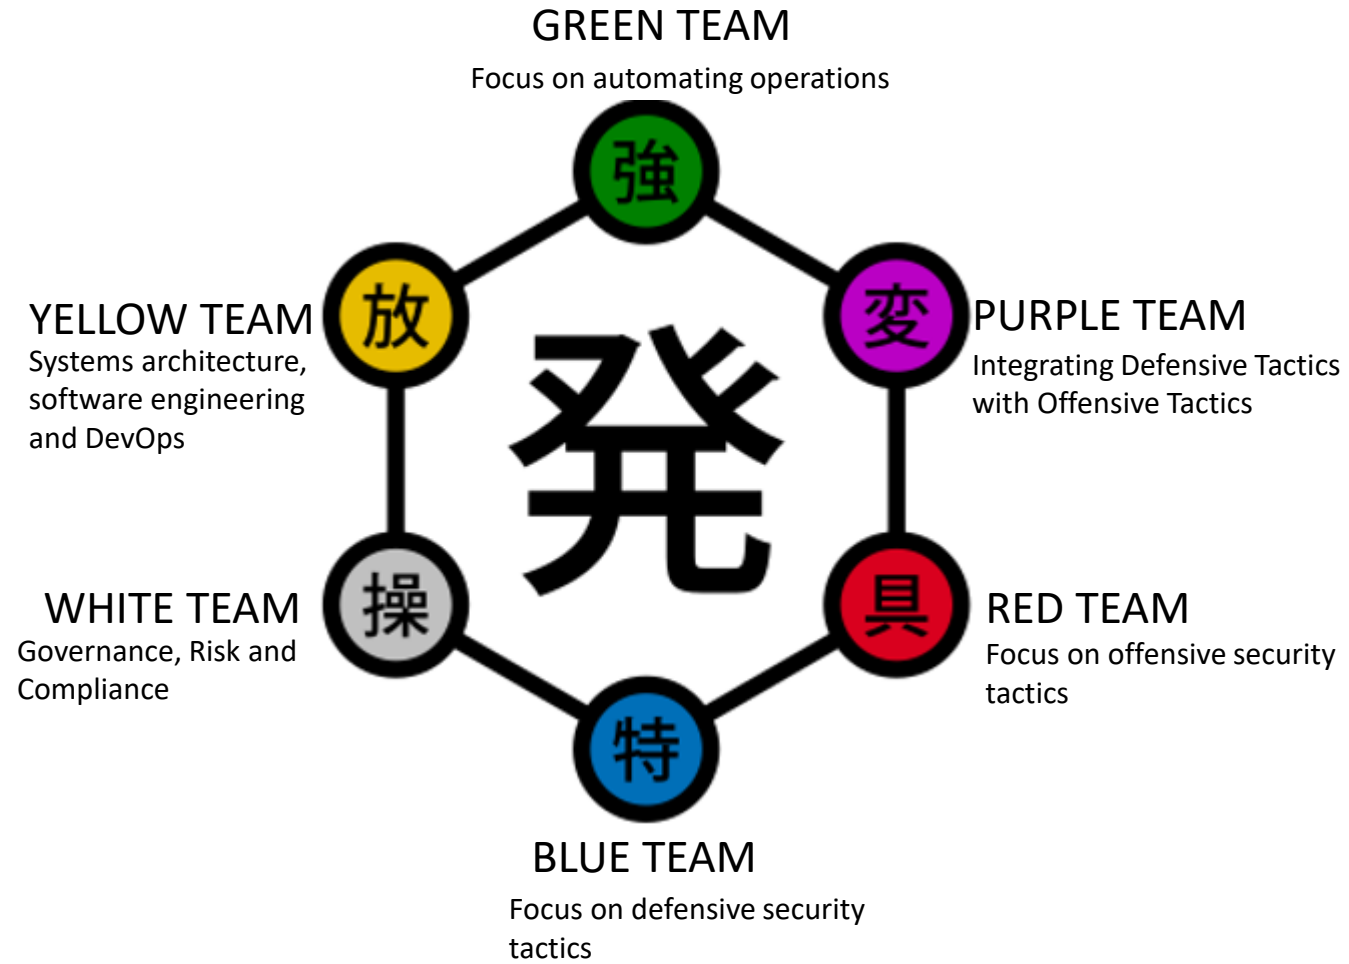 GREEN TEAM
Focus on automating operations
強
放
変
YELLOW TEAM
Systems architecture,
software engineering
and DevOps
PURPLE TEAM
Integrating Defensive Tactics
with Offensive Tactics
発
操
具
WHITE TEAM
Governance, Risk and
Compliance
RED TEAM
Focus on offensive security
tactics
特
BLUE TEAM
Focus on defensive security
tactics